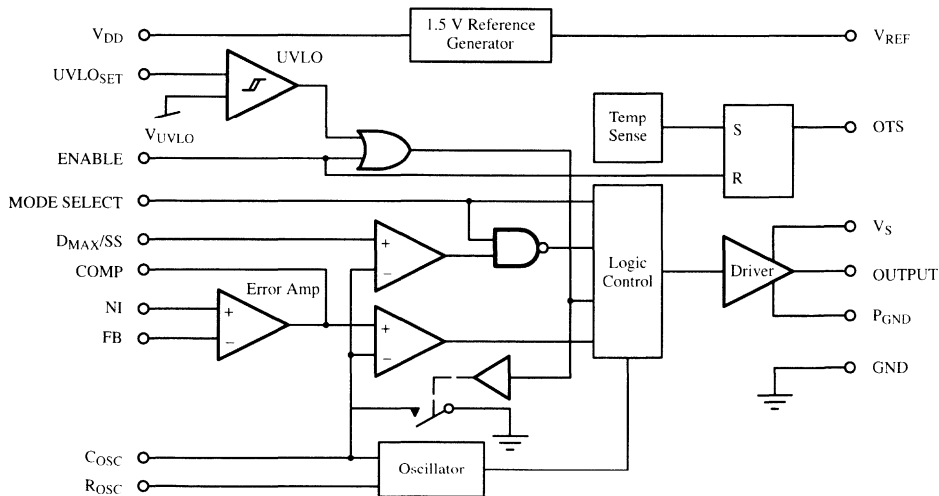 1.5 V Reference
Generator
V_DD
V_REF
UVLO
UVLO_SET
V_UVLO
Temp
Sense
S
R
OTS
ENABLE
MODE SELECT
D_MAX/SS
COMP
Error Amp
NI
FB
+
−
+
−
+
−
Logic
Control
Driver
V_S
OUTPUT
P_GND
GND
C_OSC
R_OSC
Oscillator